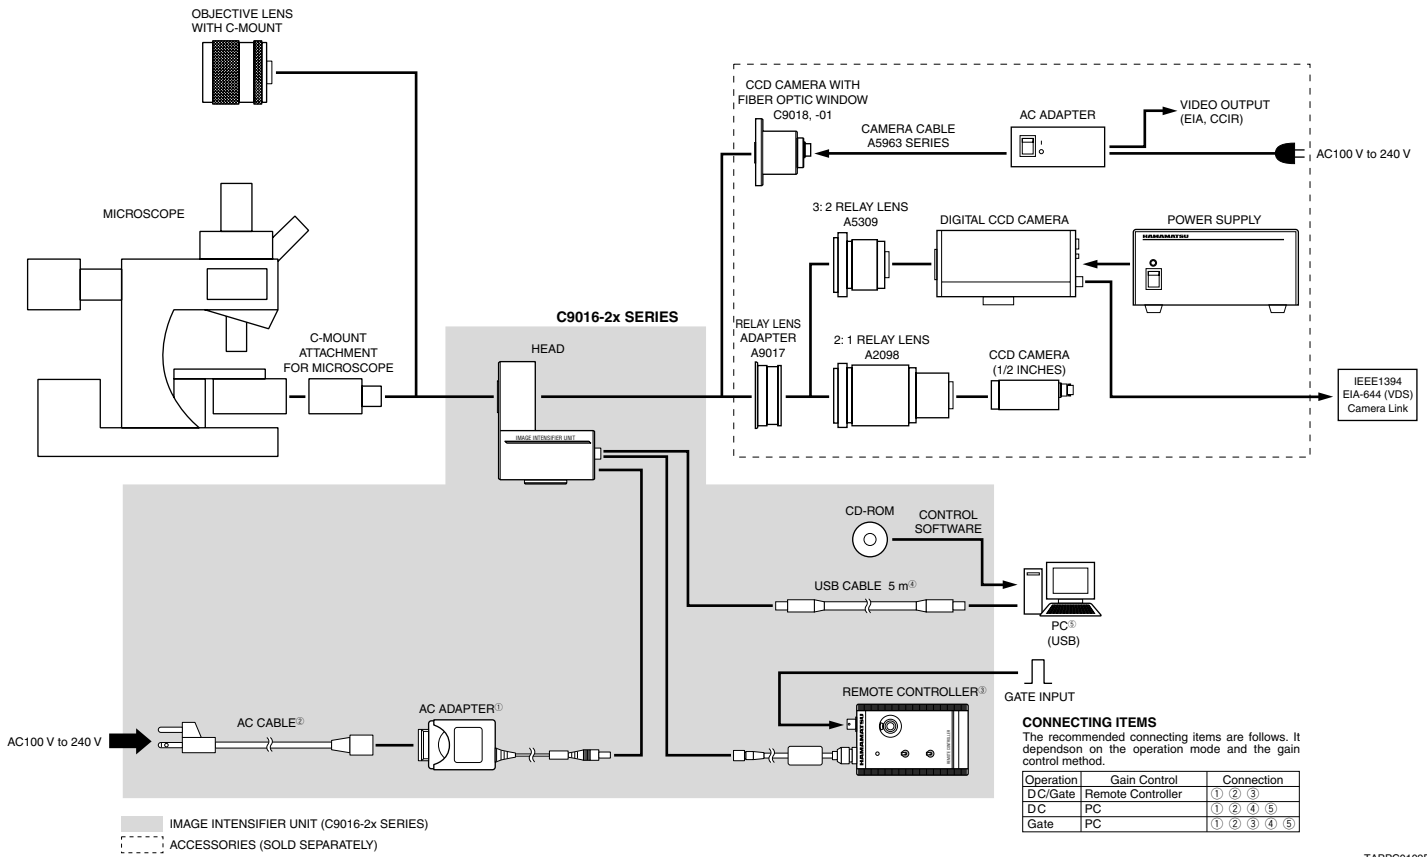 OBJECTIVE LENS
WITH C-MOUNT
MICROSCOPE
C-MOUNT
ATTACHMENT
FOR MICROSCOPE
C9016-2x SERIES
HEAD
IMAGE INTENSIFIER UNIT
CCD CAMERA WITH
FIBER OPTIC WINDOW
C9018, -01
CAMERA CABLE
A5963 SERIES
AC ADAPTER
VIDEO OUTPUT
(EIA, CCIR)
AC100 V to 240 V
3: 2 RELAY LENS
A5309
DIGITAL CCD CAMERA
POWER SUPPLY
HAMAMATSU
RELAY LENS
ADAPTER
A9017
2: 1 RELAY LENS
A2098
CCD CAMERA
(1/2 INCHES)
IEEE1394
EIA-644 (VDS)
Camera Link
CD-ROM
CONTROL
SOFTWARE
USB CABLE 5 m④
PC⑤
(USB)
GATE INPUT
REMOTE CONTROLLER③
HAMAMATSU
AC100 V to 240 V
AC CABLE②
AC ADAPTER①
CONNECTING ITEMS
The recommended connecting items are follows. It
dependson on the operation mode and the gain
control method.
Operation Gain Control Connection
DC/Gate Remote Controller ① ② ③
DC PC ① ② ④ ⑤
Gate PC ① ② ③ ④ ⑤
IMAGE INTENSIFIER UNIT (C9016-2x SERIES)
ACCESSORIES (SOLD SEPARATELY)